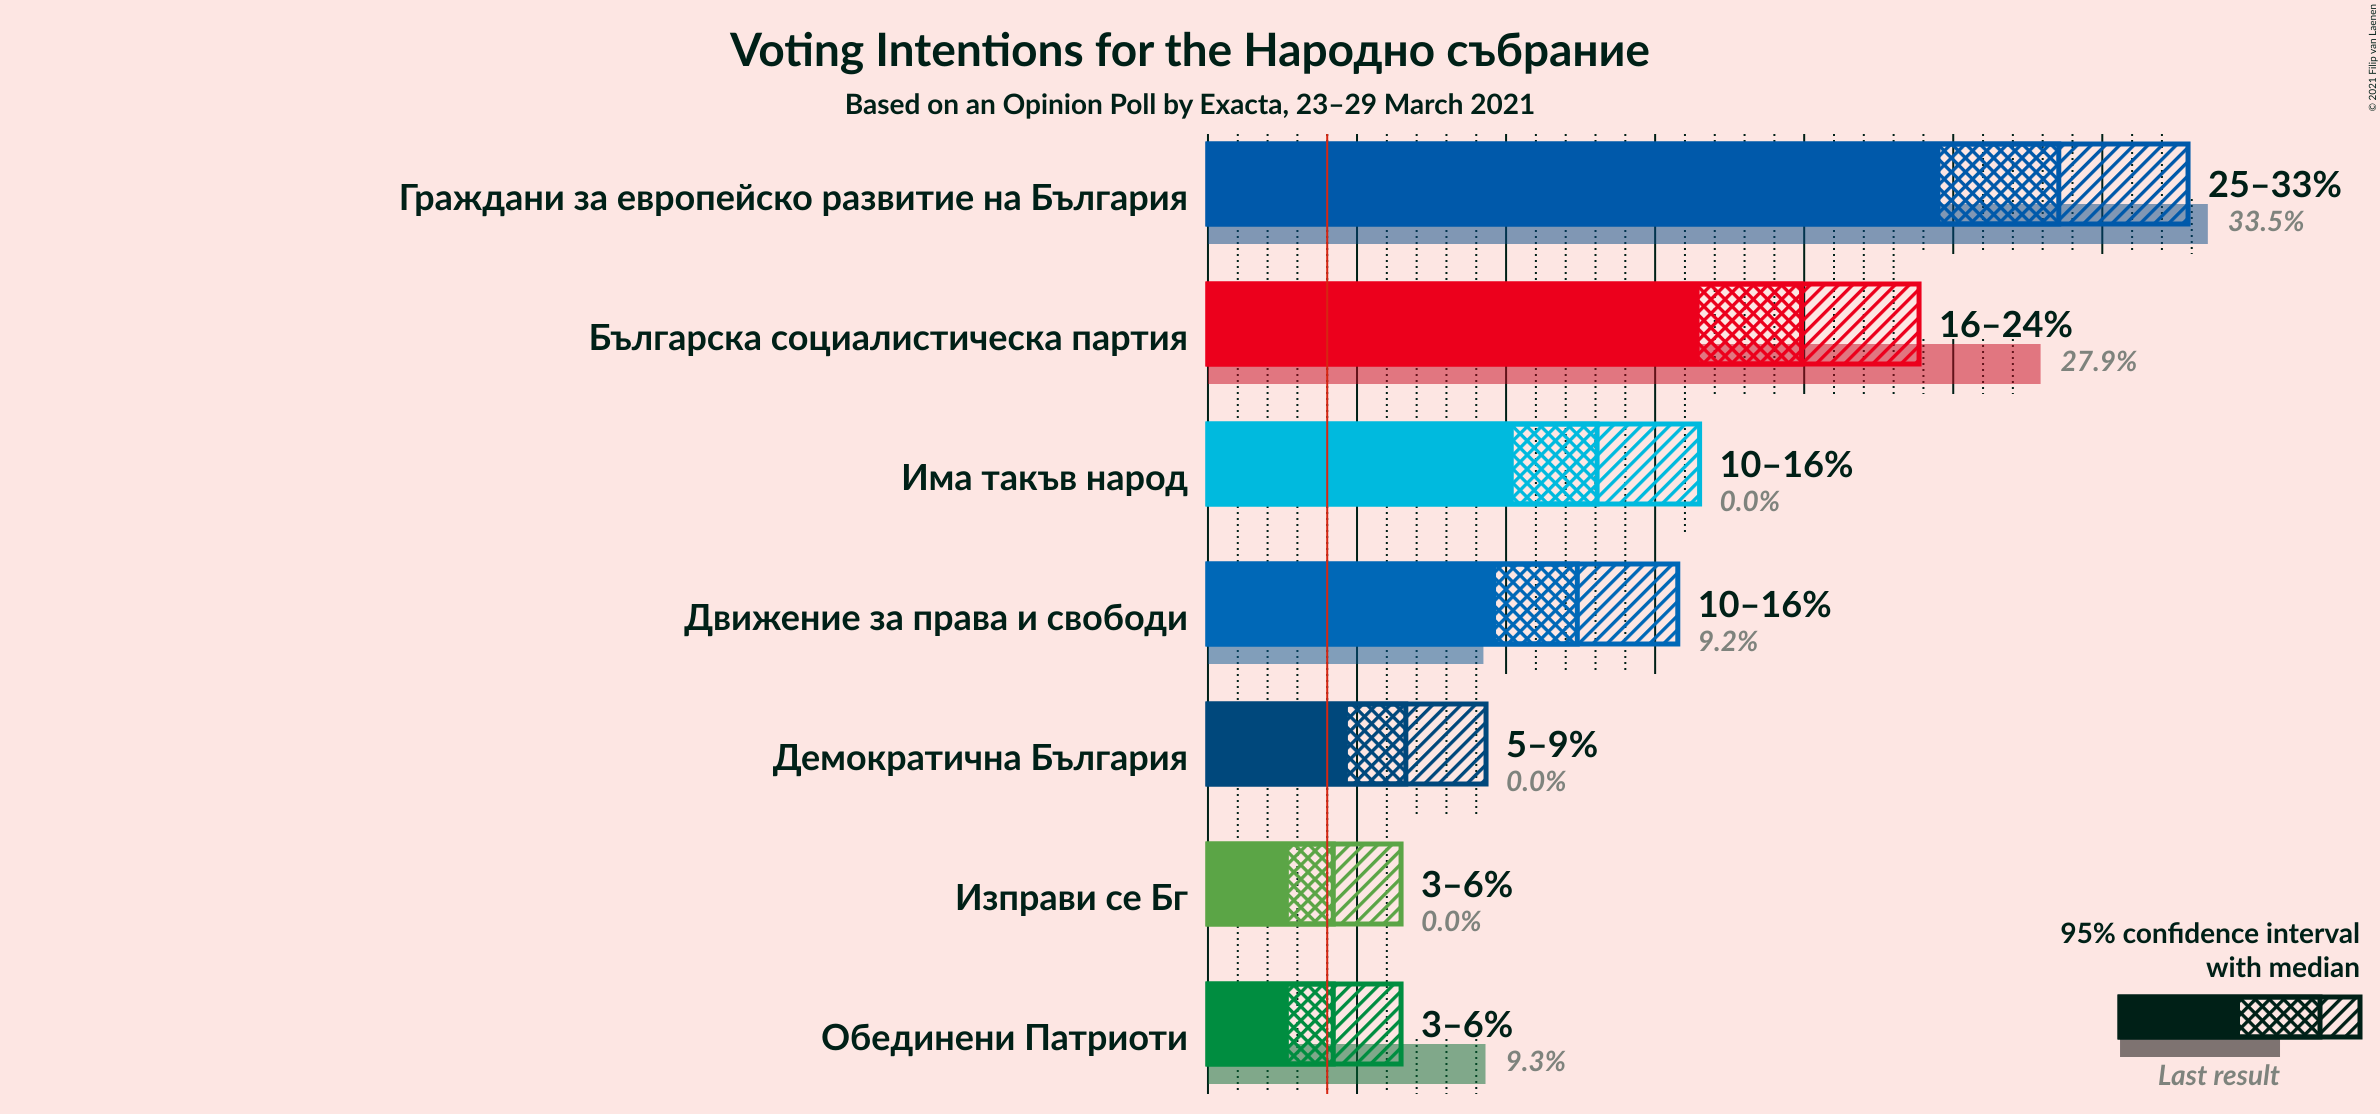 Voting Intentions for the Народно събрание
Based on an Opinion Poll by Exacta, 23–29 March 2021
© 2021 Filip van Laenen
Граждани за европейско развитие на България
25–33%
33.5%
Българска социалистическа партия
16–24%
27.9%
Има такъв народ
10–16%
0.0%
Движение за права и свободи
10–16%
9.2%
Демократична България
5–9%
0.0%
Изправи се Бг
3–6%
0.0%
Обединени Патриоти
3–6%
9.3%
95% confidence interval
with median
Last result